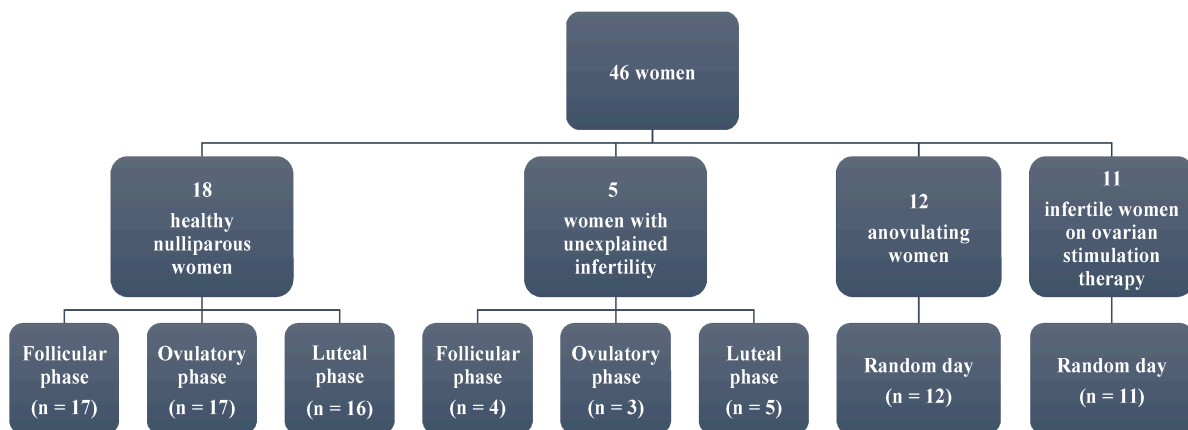 46 women
18
healthy
nulliparous
women
5
women with
unexplained
infertility
12
anovulating
women
11
infertile women
on ovarian
stimulation
therapy
Follicular
phase
(n = 17)
Ovulatory
phase
(n = 17)
Luteal
phase
(n = 16)
Follicular
phase
(n = 4)
Ovulatory
phase
(n = 3)
Luteal
phase
(n = 5)
Random day
(n = 12)
Random day
(n = 11)